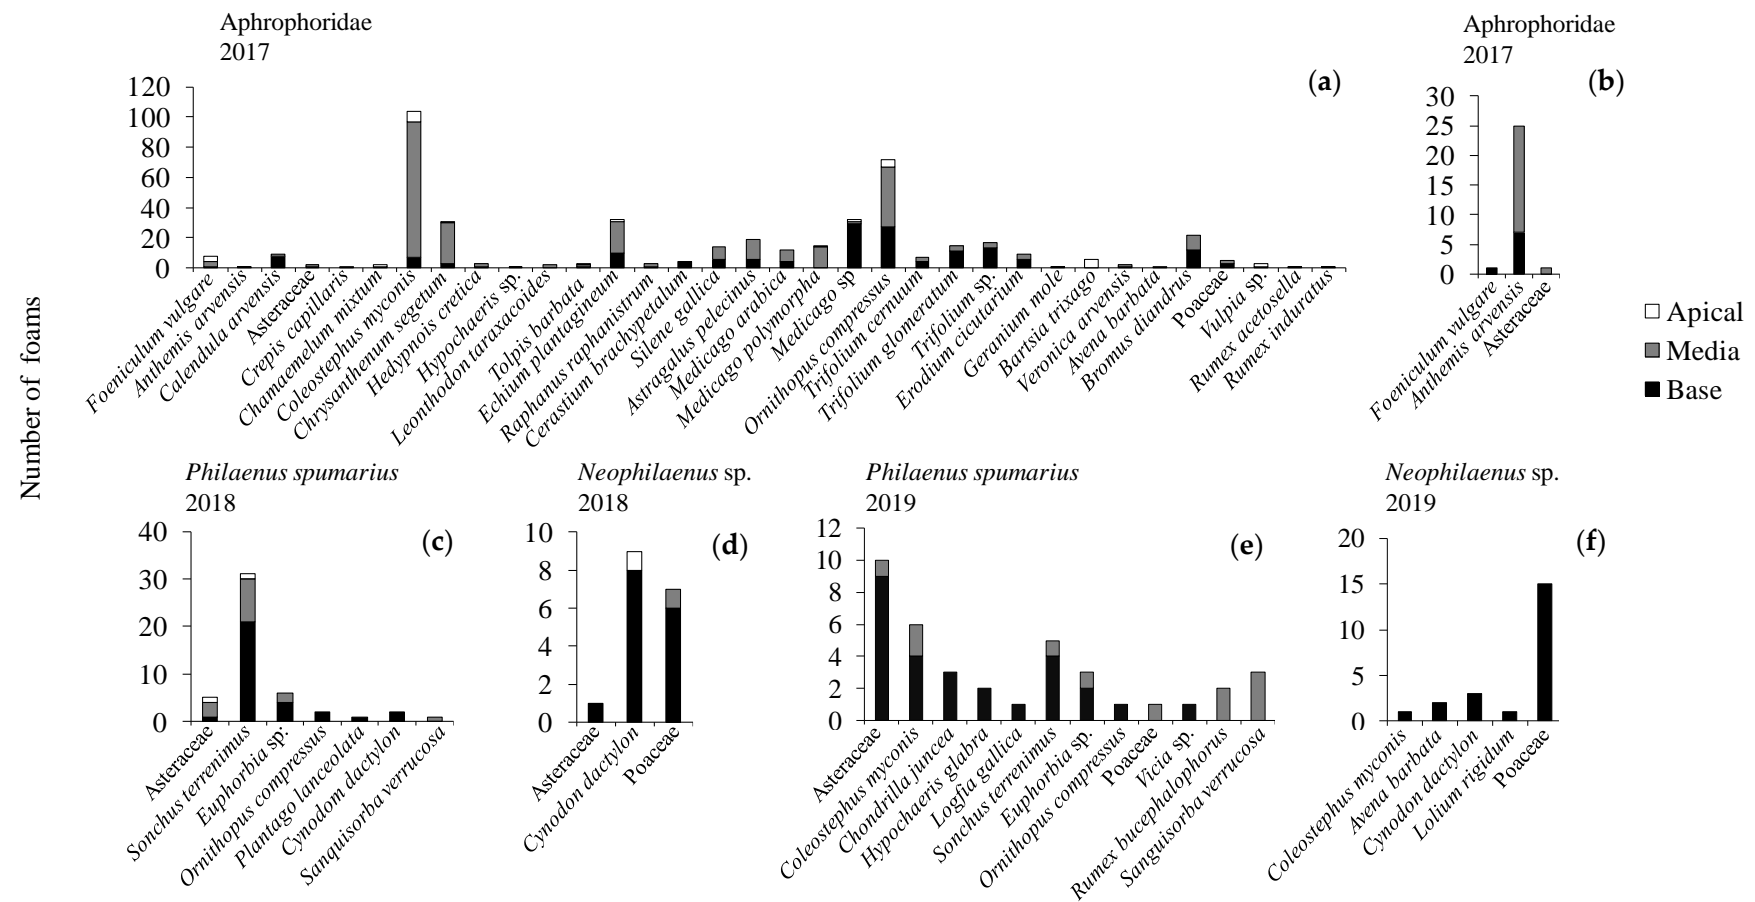 Aphrophoridae
2017
(a)
120
100
80
60
40
20
0
Foeniculum vulgare
Anthemis arvensis
Calendula arvensis
Asteraceae
Crepis capillaris
Chamaemelum mixtum
Coleostephus myconis
Chrysanthemum segetum
Hedypnois cretica
Hypochaeris sp.
Leonthodon taraxacoides
Tolpis barbata
Echium plantagineum
Raphanus raphanistrum
Cerastium brachypetalum
Silene gallica
Astragalus pelecinus
Medicago arabica
Medicago polymorpha
Medicago sp
Ornithopus compressus
Trifolium cernuum
Trifolium glomeratum
Trifolium sp.
Erodium cicutarium
Geranium mole
Bartsia trixago
Veronica arvensis
Avena barbata
Bromus diandrus
Poaceae
Vulpia sp.
Rumex acetosella
Rumex induratus
Aphrophoridae
2017
(b)
30
25
20
15
10
5
0
Foeniculum vulgare
Anthemis arvensis
Asteraceae
Apical
Media
Base
Number of foams
Philaenus spumarius
2018
(c)
40
30
20
10
0
Asteraceae
Sonchus terrenimus
Euphorbia sp.
Ornithopus compressus
Plantago lanceolata
Cynodom dactylon
Sanquisorba verrucosa
Neophilaenus sp.
2018
(d)
10
8
6
4
2
0
Asteraceae
Cynodon dactylon
Poaceae
Philaenus spumarius
2019
(e)
12
10
8
6
4
2
0
Asteraceae
Coleostephus myconis
Chondrilla juncea
Hypochaeris glabra
Logfia gallica
Sonchus terrenimus
Euphorbia sp.
Ornithopus compressus
Poaceae
Vicia sp.
Rumex bucephalophorus
Sanguisorba verrucosa
Neophilaenus sp.
2019
(f)
20
15
10
5
0
Coleostephus myconis
Avena barbata
Cynodon dactylon
Lolium rigidum
Poaceae